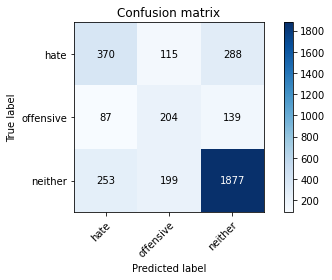 Confusion matrix
True label
hate 370 115 288
offensive 87 204 139
neither 253 199 1877
hate offensive neither
Predicted label
1800
1600
1400
1200
1000
800
600
400
200